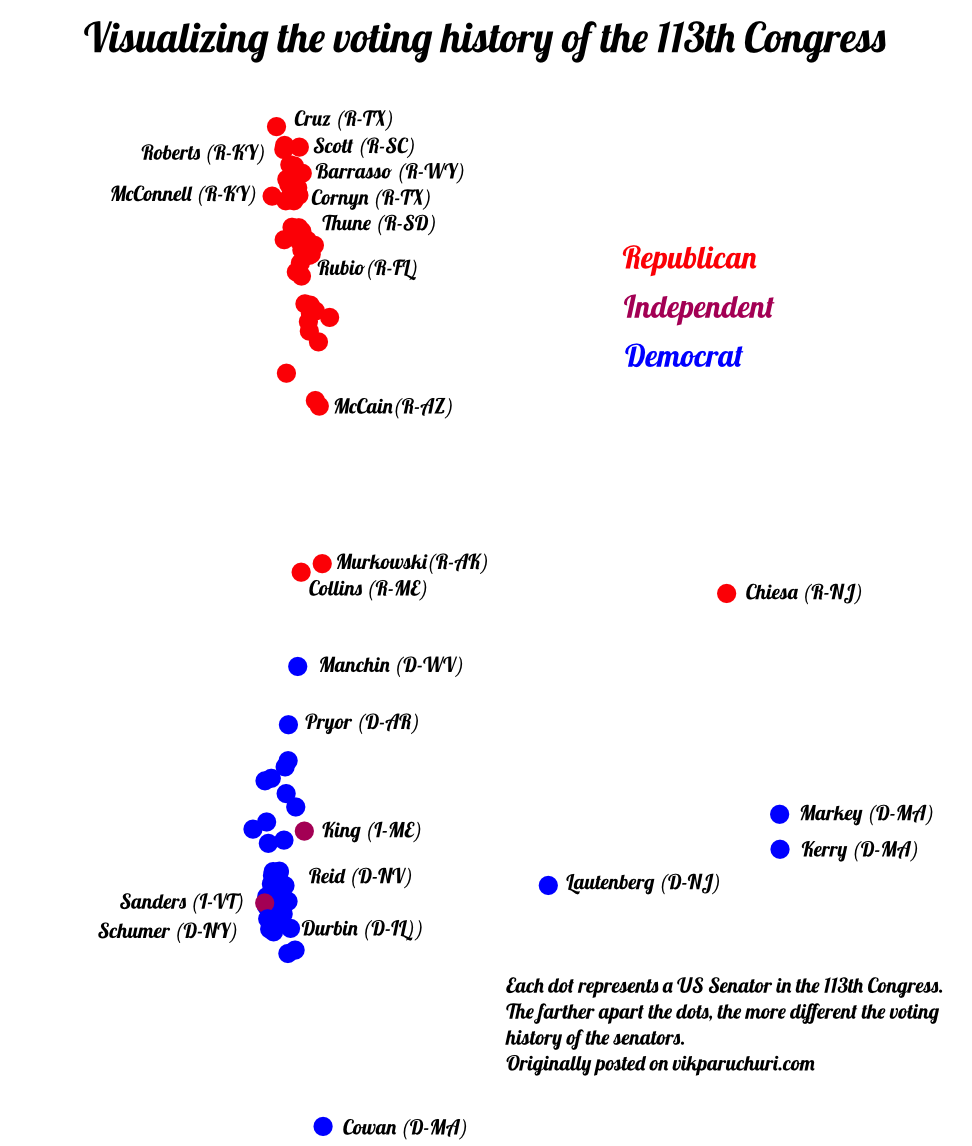 Visualizing the voting history of the 113th Congress
Cruz (R-TX)
Scott (R-SC)
Roberts (R-KY)
Barrasso (R-WY)
McConnell (R-KY)
Cornyn (R-TX)
Thune (R-SD)
Republican
Rubio(R-FL)
Independent
Democrat
McCain(R-AZ)
Murkowski(R-AK)
Collins (R-ME)
Chiesa (R-NJ)
Manchin (D-WV)
Pryor (D-AR)
Markey (D-MA)
King (I-ME)
Kerry (D-MA)
Reid (D-NV)
Lautenberg (D-NJ)
Sanders (I-VT)
Schumer (D-NY)
Durbin (D-IL))
Each dot represents a US Senator in the 113th Congress.
The farther apart the dots, the more different the voting
history of the senators.
Originally posted on vikparuchuri.com
Cowan (D-MA)